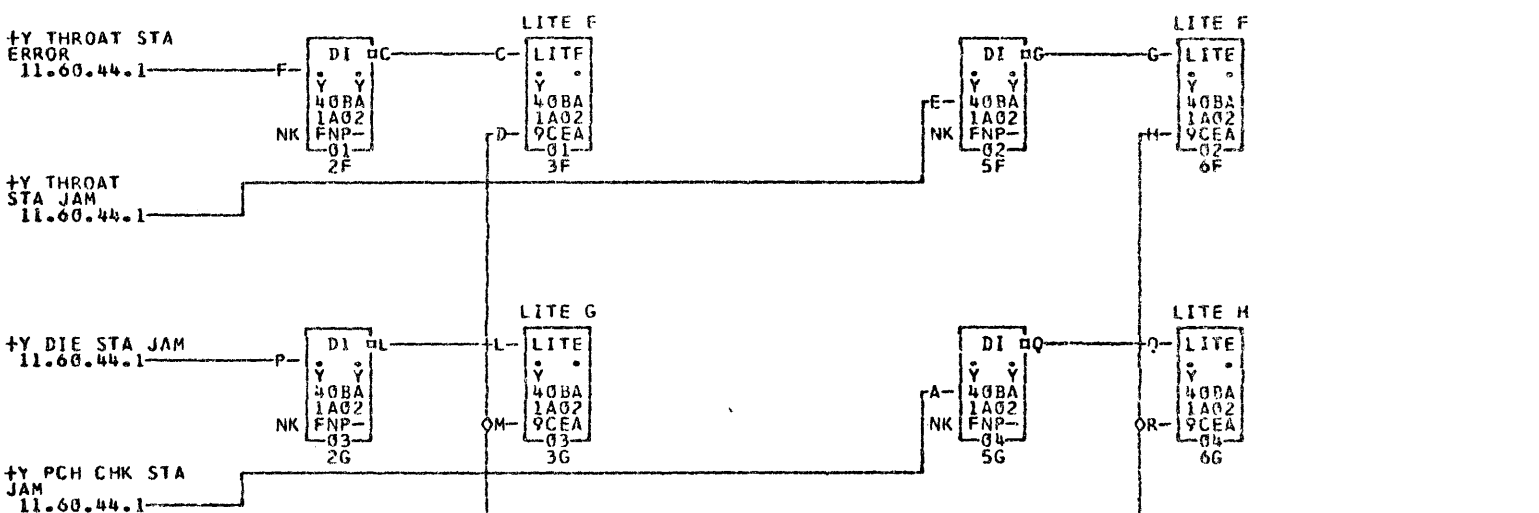 LITE E
LITE F
+Y THROAT STA
ERROR
11.60.44.1
F
DI
C
C
LITE
DI
G
G
LITE
Y Y
Y
Y Y
Y
40BA
40BA
E
40BA
40BA
1A02
1A02
1A02
1A02
NK
FNP-
D
9CEA
NK
FNP-
H
9CEA
01
01
02
02
2F
3F
5F
6F
+Y THROAT
STA JAM
11.60.44.1
LITE G
LITE H
+Y DIE STA JAM
11.60.44.1
P
DI
L
L
LITE
DI
Q
Q
LITE
Y Y
Y
Y Y
Y
40BA
40BA
A
40BA
40BA
1A02
1A02
1A02
1A02
NK
FNP-
M
9CEA
NK
FNP-
R
9CEA
03
03
04
04
2G
3G
5G
6G
+Y PCH CHK STA
JAM
11.60.44.1